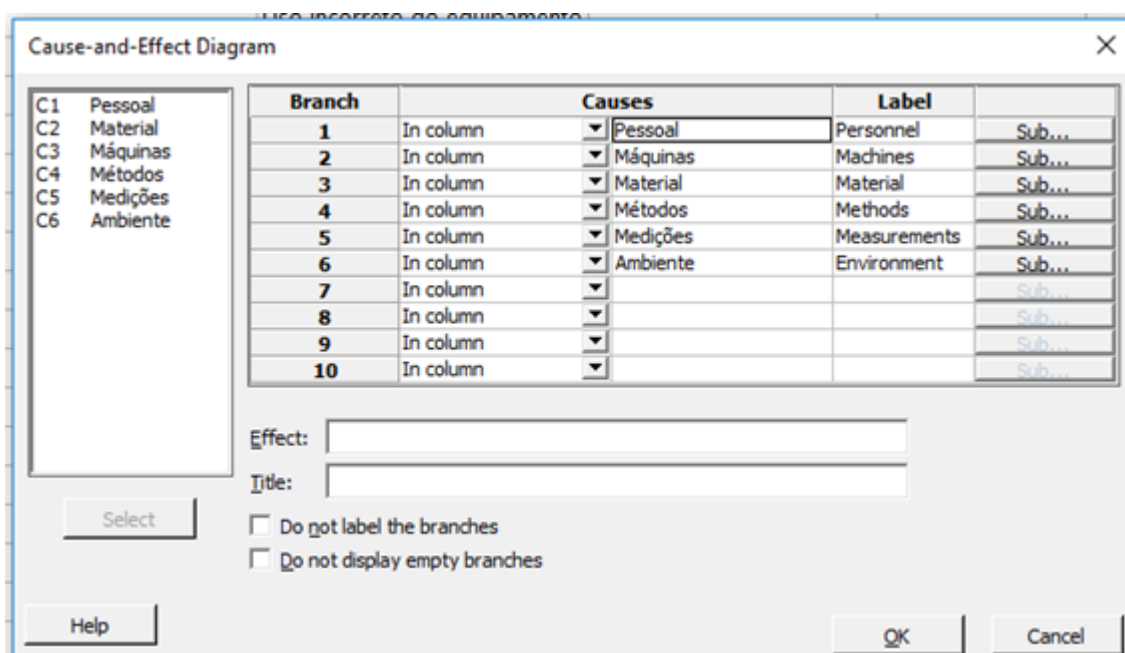 Uso incorreto do equipamento
Cause-and-Effect Diagram
C1 Pessoal
C2 Material
C3 Máquinas
C4 Métodos
C5 Medições
C6 Ambiente
Branch Causes Label
1 In column Pessoal Personnel Sub...
2 In column Máquinas Machines Sub...
3 In column Material Material Sub...
4 In column Métodos Methods Sub...
5 In column Medições Measurements Sub...
6 In column Ambiente Environment Sub...
7 In column Sub...
8 In column Sub...
9 In column Sub...
10 In column Sub...
Effect:
Title:
Select
Do not label the branches
Do not display empty branches
Help
OK
Cancel